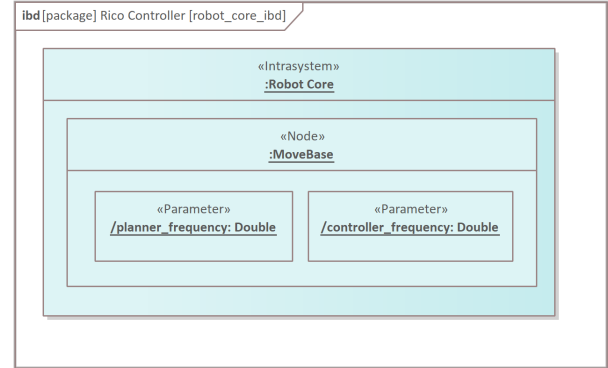 ibd [package] Rico Controller [robot_core_ibd]
«Intrasystem»
:Robot Core
«Node»
:MoveBase
«Parameter»
/planner_frequency: Double
«Parameter»
/controller_frequency: Double